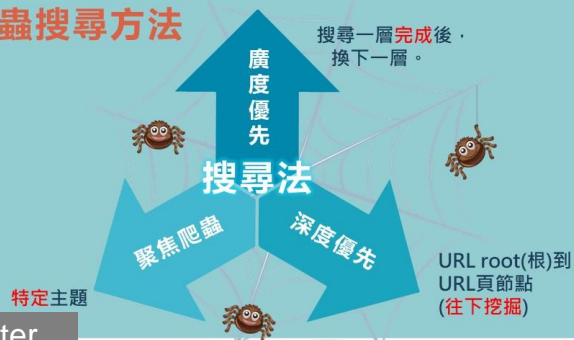 蟲搜尋方法
搜尋一層完成後，
換下一層。
廣度優先
搜尋法
聚焦爬蟲
深度優先
URL root(根)到
URL頁節點
(往下挖掘)
特定主題
ter